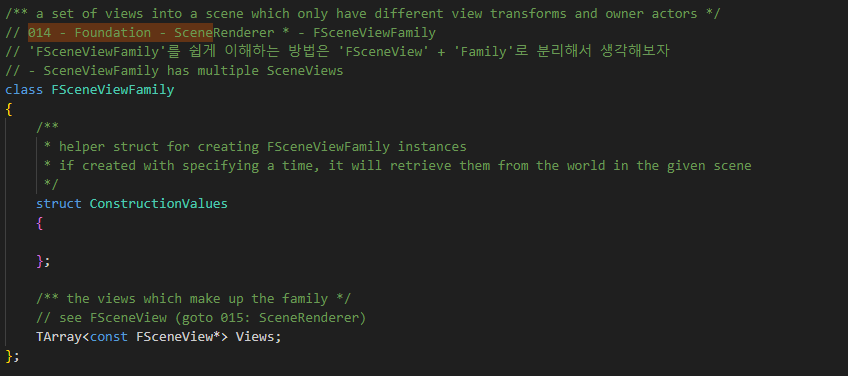 /** a set of views into a scene which only have different view transforms and owner actors */
// 014 - Foundation - SceneRenderer * - FSceneViewFamily
// 'FSceneViewFamily'를 쉽게 이해하는 방법은 'FSceneView' + 'Family'로 분리해서 생각해보자
// - SceneViewFamily has multiple SceneViews
class FSceneViewFamily
{
/**
* helper struct for creating FSceneViewFamily instances
* if created with specifying a time, it will retrieve them from the world in the given scene
*/
struct ConstructionValues
{
};
/** the views which make up the family */
// see FSceneView (goto 015: SceneRenderer)
TArray<const FSceneView*> Views;
};